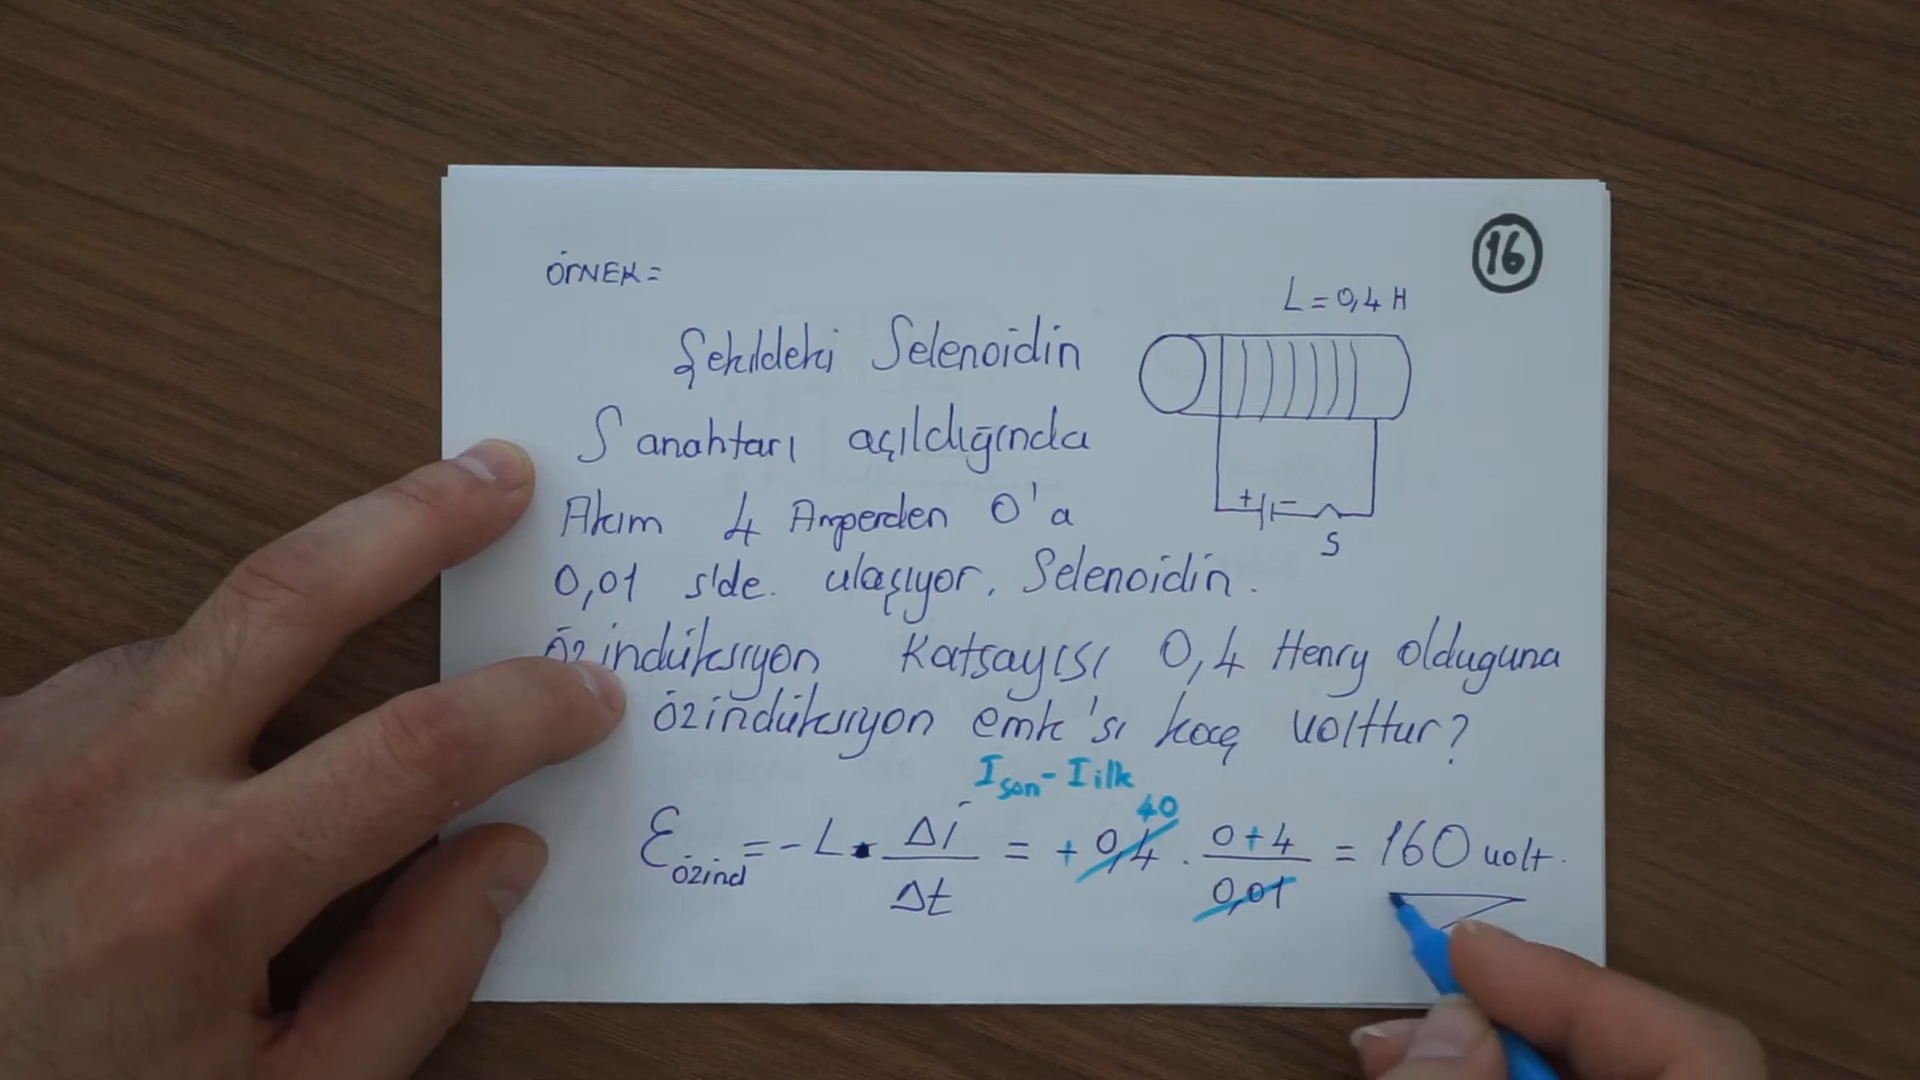 ÖRNEK=
16
L = 0,4 H
Şekildeki Selenoidin
S anahtarı açıldığında
Akım 4 Amperden 0'a
+ -
S
0,01 s'de. ulaşıyor. Selenoidin.
Özindüksiyon Katsayısı 0,4 Henry olduguna
özindüksiyon emk'sı kaç volttur?
Ison - Iilk
40
Ɛözind = - L . Δi / Δt = + 0,4 . 0+4 / 0,01 = 160 volt.